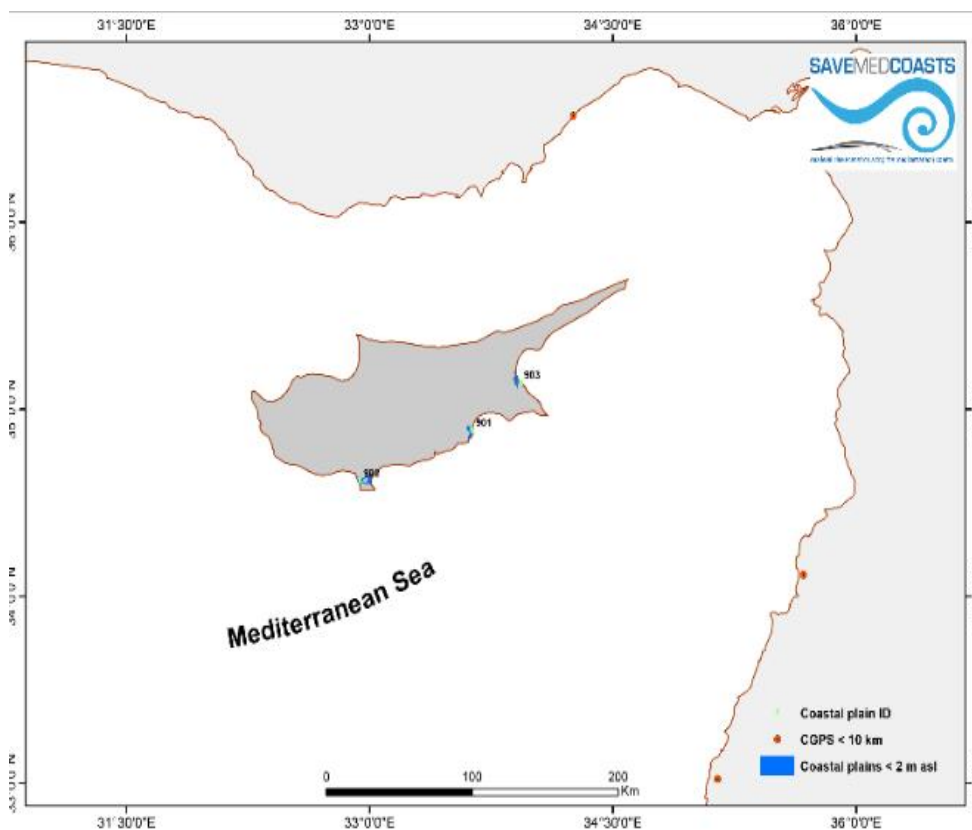 31°30'0"E 33°0'0"E 34°30'0"E 36°0'0"E
SAVEMEDCOASTS
903
901
Mediterranean Sea
Coastal plain ID
CGPS < 10 km
Coastal plains < 2 m asl
0 100 200
Km
31°30'0"E 33°0'0"E 34°30'0"E 36°0'0"E